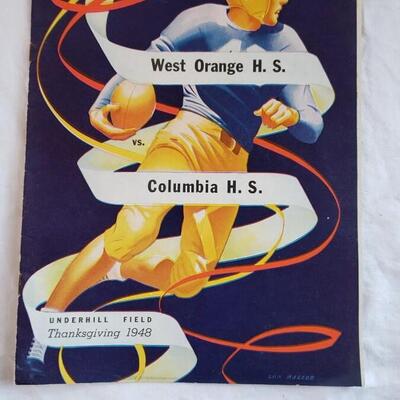 West Orange H. S.
vs.
Columbia H. S.
UNDERHILL FIELD
Thanksgiving 1948